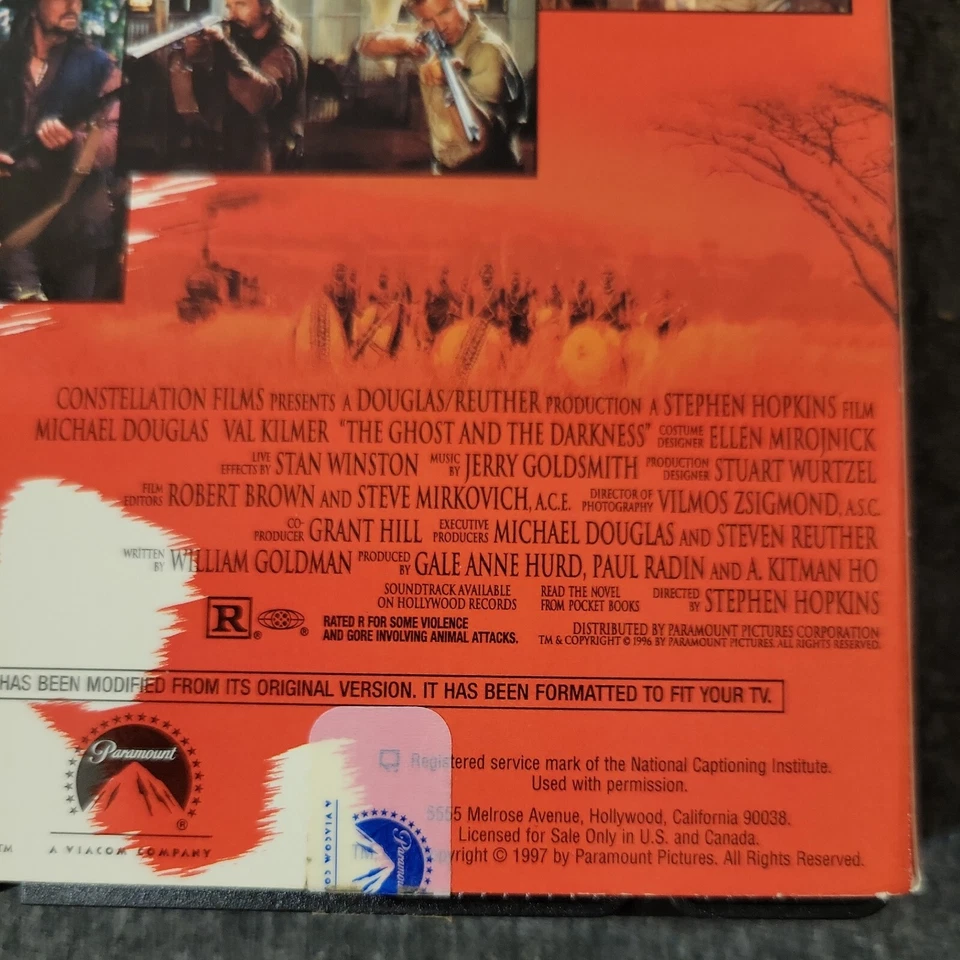 CONSTELLATION FILMS PRESENTS A DOUGLAS/REUTHER PRODUCTION A STEPHEN HOPKINS FILM
MICHAEL DOUGLAS VAL KILMER "THE GHOST AND THE DARKNESS" COSTUME DESIGNER ELLEN MIROJNICK
LIVE EFFECTS BY STAN WINSTON MUSIC BY JERRY GOLDSMITH PRODUCTION DESIGNER STUART WURTZEL
FILM EDITORS ROBERT BROWN AND STEVE MIRKOVICH, A.C.E. DIRECTOR OF PHOTOGRAPHY VILMOS ZSIGMOND, A.S.C.
CO-PRODUCER GRANT HILL EXECUTIVE PRODUCERS MICHAEL DOUGLAS AND STEVEN REUTHER
WRITTEN BY WILLIAM GOLDMAN PRODUCED BY GALE ANNE HURD, PAUL RADIN AND A. KITMAN HO
SOUNDTRACK AVAILABLE ON HOLLYWOOD RECORDS READ THE NOVEL FROM POCKET BOOKS DIRECTED BY STEPHEN HOPKINS
R ® ®
RATED R FOR SOME VIOLENCE
AND GORE INVOLVING ANIMAL ATTACKS.
DISTRIBUTED BY PARAMOUNT PICTURES CORPORATION
TM & COPYRIGHT © 1996 BY PARAMOUNT PICTURES. ALL RIGHTS RESERVED.
HAS BEEN MODIFIED FROM ITS ORIGINAL VERSION. IT HAS BEEN FORMATTED TO FIT YOUR TV.
Paramount ®
TM A VIACOM COMPANY
Registered service mark of the National Captioning Institute.
Used with permission.
5555 Melrose Avenue, Hollywood, California 90038.
Licensed for Sale Only in U.S. and Canada.
TM Copyright © 1997 by Paramount Pictures. All Rights Reserved.
Paramount
A VIACOM CO